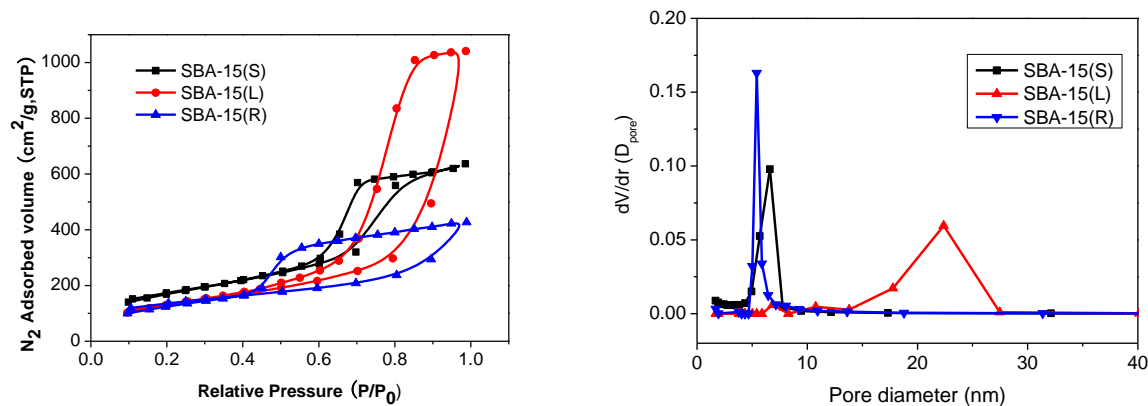 N2 Adsorbed volume (cm2/g,STP)
1000
800
600
400
200
0
SBA-15(S)
SBA-15(L)
SBA-15(R)
0.0 0.2 0.4 0.6 0.8 1.0
Relative Pressure (P/P0)
dV/dr (Dpore)
0.20
0.15
0.10
0.05
0.00
SBA-15(S)
SBA-15(L)
SBA-15(R)
0 10 20 30 40
Pore diameter (nm)